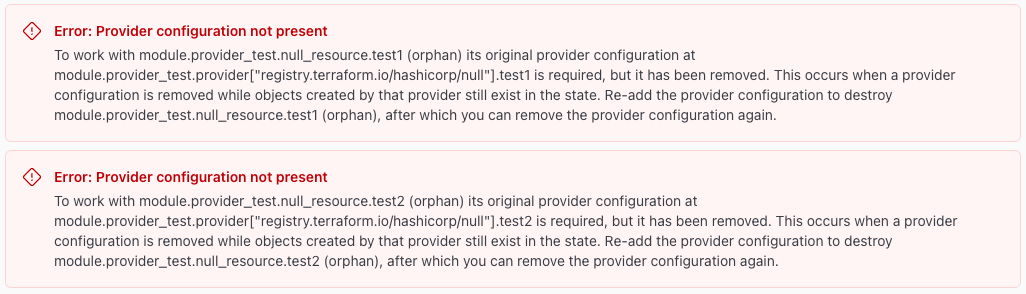 Error: Provider configuration not present
To work with module.provider_test.null_resource.test1 (orphan) its original provider configuration at
module.provider_test.provider["registry.terraform.io/hashicorp/null"].test1 is required, but it has been removed. This occurs when a provider
configuration is removed while objects created by that provider still exist in the state. Re-add the provider configuration to destroy
module.provider_test.null_resource.test1 (orphan), after which you can remove the provider configuration again.
Error: Provider configuration not present
To work with module.provider_test.null_resource.test2 (orphan) its original provider configuration at
module.provider_test.provider["registry.terraform.io/hashicorp/null"].test2 is required, but it has been removed. This occurs when a provider
configuration is removed while objects created by that provider still exist in the state. Re-add the provider configuration to destroy
module.provider_test.null_resource.test2 (orphan), after which you can remove the provider configuration again.